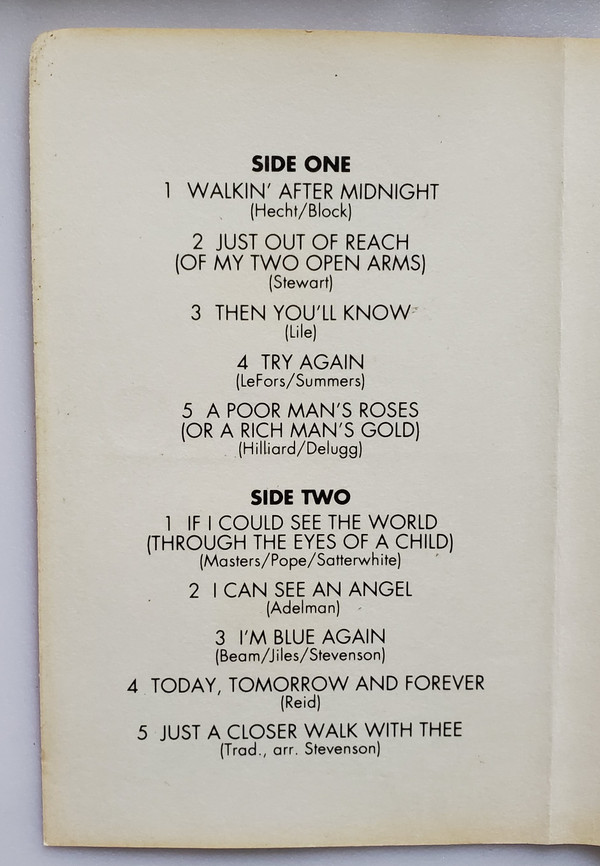 SIDE ONE
1 WALKIN' AFTER MIDNIGHT
(Hecht/Block)
2 JUST OUT OF REACH
(OF MY TWO OPEN ARMS)
(Stewart)
3 THEN YOU'LL KNOW
(Lile)
4 TRY AGAIN
(LeFors/Summers)
5 A POOR MAN'S ROSES
(OR A RICH MAN'S GOLD)
(Hilliard/Delugg)
SIDE TWO
1 IF I COULD SEE THE WORLD
(THROUGH THE EYES OF A CHILD)
(Masters/Pope/Satterwhite)
2 I CAN SEE AN ANGEL
(Adelman)
3 I'M BLUE AGAIN
(Beam/Jiles/Stevenson)
4 TODAY, TOMORROW AND FOREVER
(Reid)
5 JUST A CLOSER WALK WITH THEE
(Trad., arr. Stevenson)